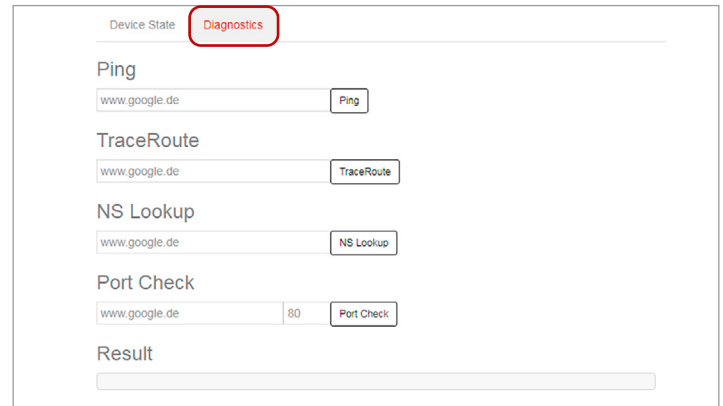 Device State Diagnostics
Ping
www.google.de Ping
TraceRoute
www.google.de TraceRoute
NS Lookup
www.google.de NS Lookup
Port Check
www.google.de 80 Port Check
Result